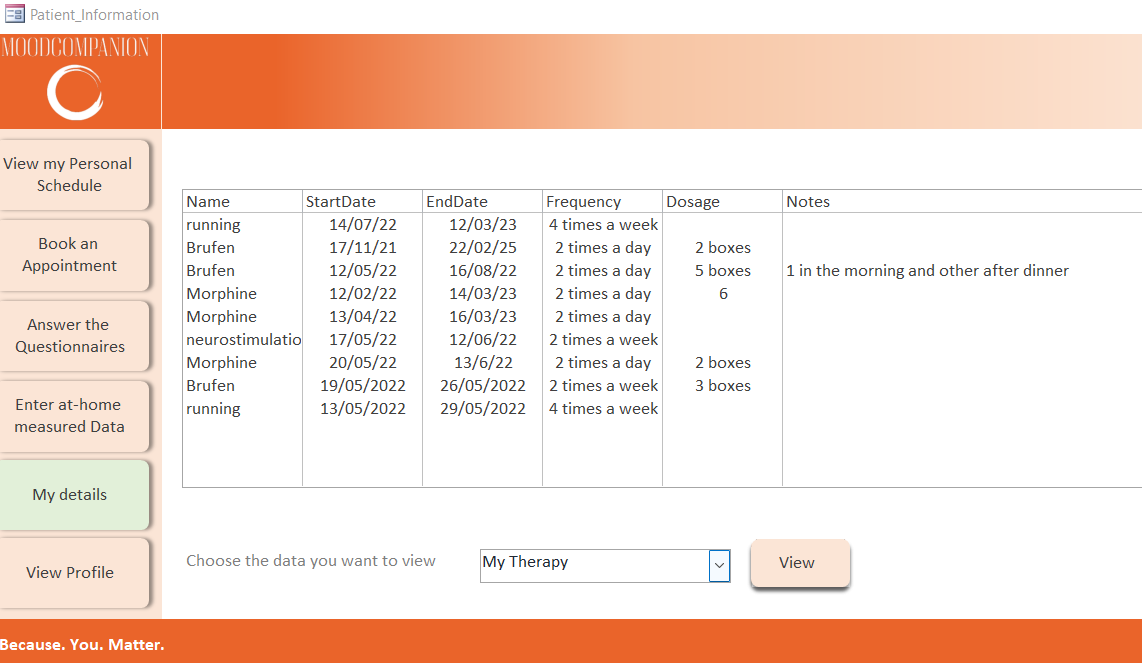 Patient_Information
MOODCOMPANION
View my Personal
Schedule
Book an
Appointment
Answer the
Questionnaires
Enter at-home
measured Data
My details
View Profile
Name StartDate EndDate Frequency Dosage Notes
running 14/07/22 12/03/23 4 times a week
Brufen 17/11/21 22/02/25 2 times a day 2 boxes
Brufen 12/05/22 16/08/22 2 times a day 5 boxes 1 in the morning and other after dinner
Morphine 12/02/22 14/03/23 2 times a day 6
Morphine 13/04/22 16/03/23 2 times a day
neurostimulatio 17/05/22 12/06/22 2 times a week
Morphine 20/05/22 13/6/22 2 times a day 2 boxes
Brufen 19/05/2022 26/05/2022 2 times a week 3 boxes
running 13/05/2022 29/05/2022 4 times a week
Choose the data you want to view My Therapy View
Because. You. Matter.